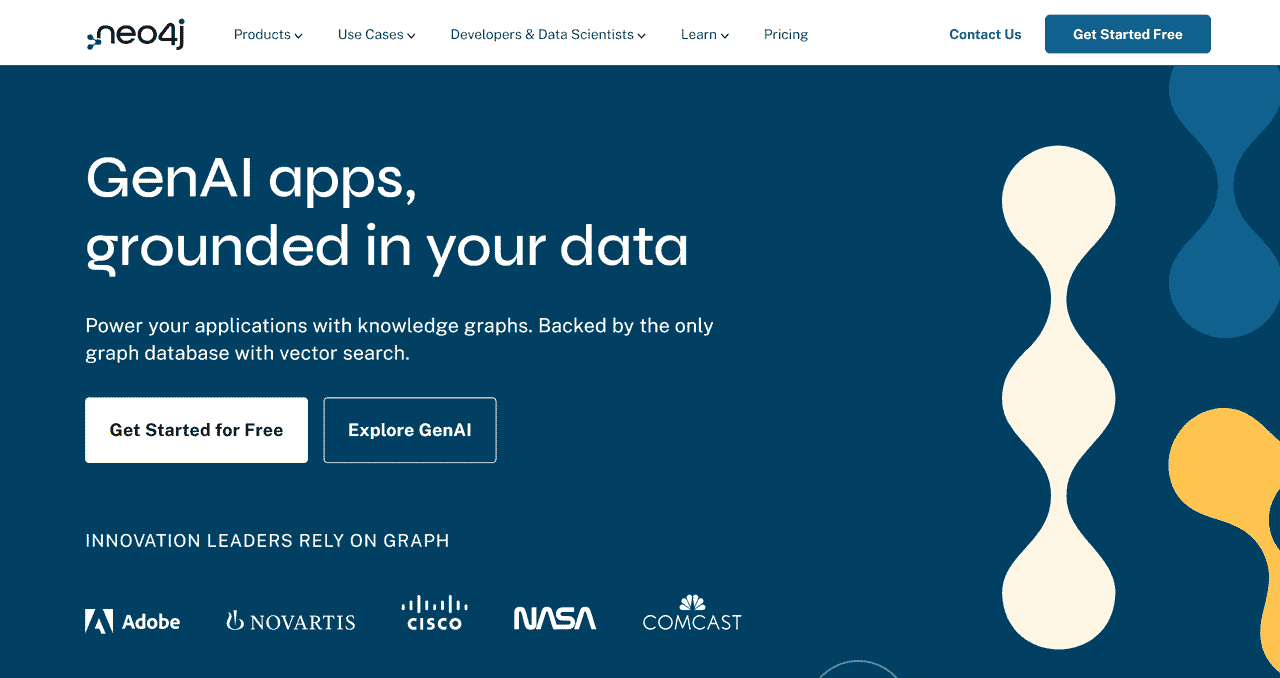 neo4j
Products
Use Cases
Developers & Data Scientists
Learn
Pricing
Contact Us
Get Started Free
GenAI apps,
grounded in your data
Power your applications with knowledge graphs. Backed by the only
graph database with vector search.
Get Started for Free
Explore GenAI
INNOVATION LEADERS RELY ON GRAPH
Adobe
NOVARTIS
CISCO
NASA
COMCAST